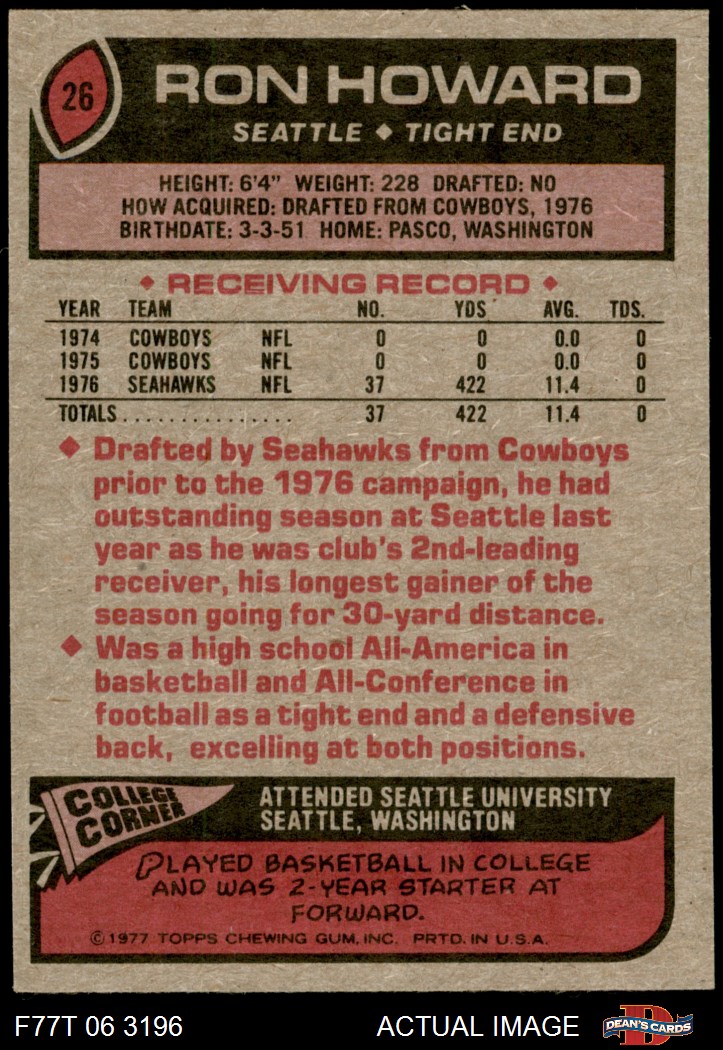 26
RON HOWARD
SEATTLE ◆ TIGHT END
HEIGHT: 6'4" WEIGHT: 228 DRAFTED: NO
HOW ACQUIRED: DRAFTED FROM COWBOYS, 1976
BIRTHDATE: 3-3-51 HOME: PASCO, WASHINGTON
◆ RECEIVING RECORD ◆
YEAR TEAM NO. YDS. AVG. TDS.
1974 COWBOYS NFL 0 0 0.0 0
1975 COWBOYS NFL 0 0 0.0 0
1976 SEAHAWKS NFL 37 422 11.4 0
TOTALS................ 37 422 11.4 0
◆ Drafted by Seahawks from Cowboys
prior to the 1976 campaign, he had
outstanding season at Seattle last
year as he was club's 2nd-leading
receiver, his longest gainer of the
season going for 30-yard distance.
◆ Was a high school All-America in
basketball and All-Conference in
football as a tight end and a defensive
back, excelling at both positions.
COLLEGE
CORNER
ATTENDED SEATTLE UNIVERSITY
SEATTLE, WASHINGTON
PLAYED BASKETBALL IN COLLEGE
AND WAS 2-YEAR STARTER AT
FORWARD.
©1977 TOPPS CHEWING GUM, INC. PRTD. IN U.S.A.
F77T 06 3196 ACTUAL IMAGE
D
DEAN'S CARDS